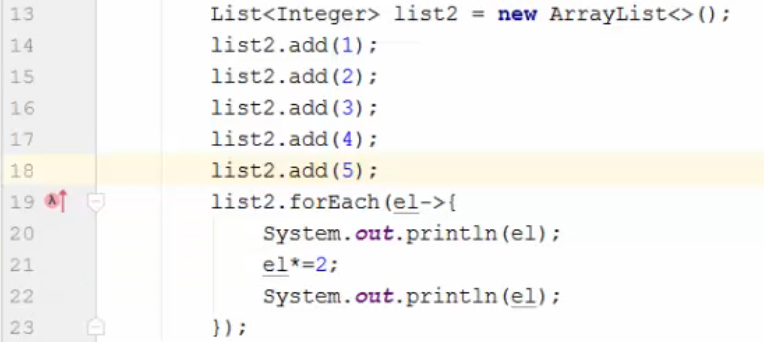 13 List<Integer> list2 = new ArrayList<>();
14 list2.add(1);
15 list2.add(2);
16 list2.add(3);
17 list2.add(4);
18 list2.add(5);
19 λ list2.forEach(el->{
20 System.out.println(el);
21 el*=2;
22 System.out.println(el);
23 });